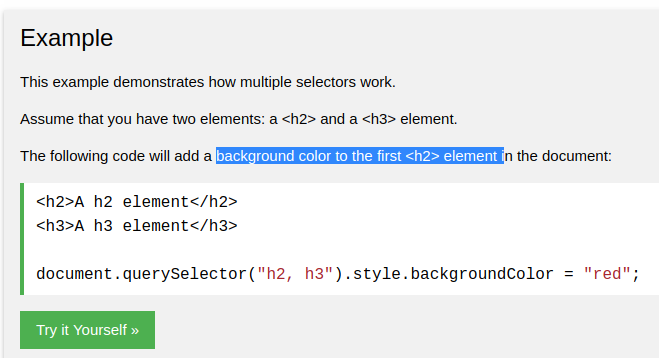 Example
This example demonstrates how multiple selectors work.
Assume that you have two elements: a <h2> and a <h3> element.
The following code will add a background color to the first <h2> element in the document:
<h2>A h2 element</h2>
<h3>A h3 element</h3>
document.querySelector("h2, h3").style.backgroundColor = "red";
Try it Yourself »